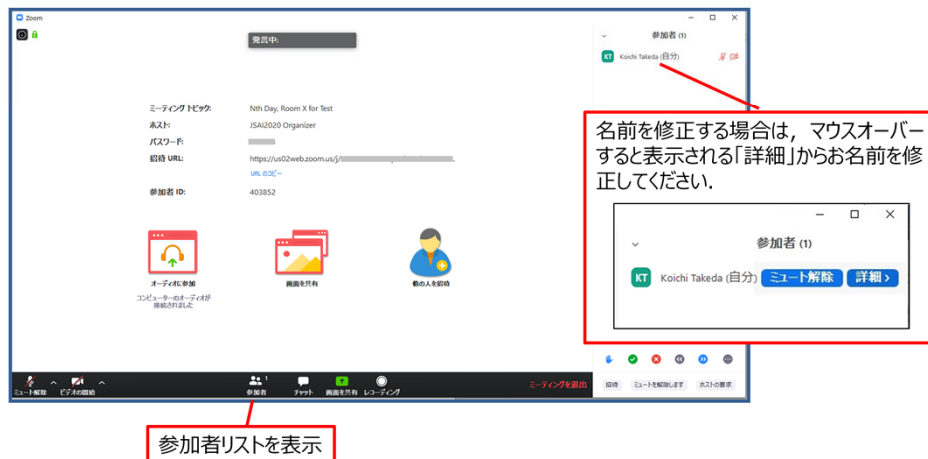 Zoom
発言中:
ミーティング トピック: Nth Day, Room X for Test
ホスト: JSAI2020 Organizer
パスワード:
招待 URL: https://us02web.zoom.us/j/
URL のコピー
参加者 ID: 403852
オーディオに参加
コンピューターのオーディオが
接続されました
画面を共有
他の人を招待
ミュート解除
ビデオの開始
参加者 1
チャット
画面を共有
レコーディング
ミーティングを退出
参加者 (1)
KT Koichi Takeda (自分)
名前を修正する場合は，マウスオーバー
すると表示される「詳細」からお名前を修
正してください．
参加者 (1)
KT Koichi Takeda (自分) ミュート解除 詳細 >
招待 ミュートを解除します ホストの要求
参加者リストを表示